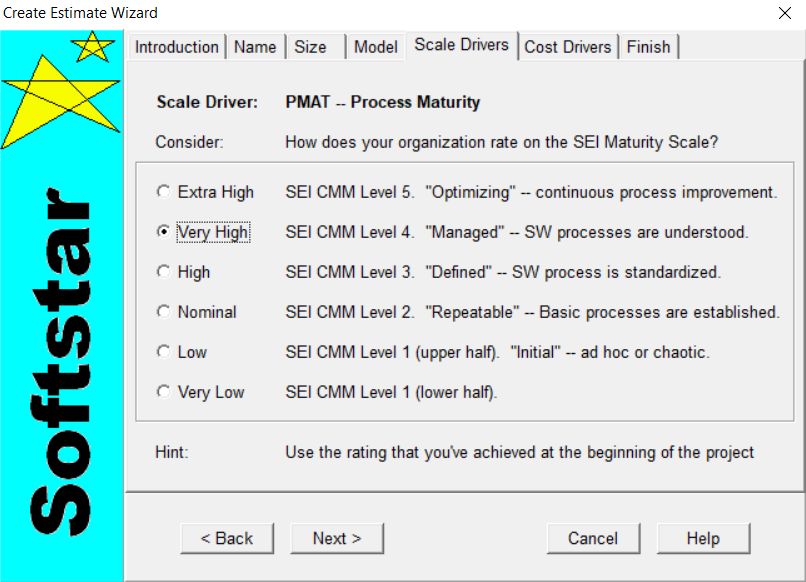 Create Estimate Wizard
Introduction Name Size Model Scale Drivers Cost Drivers Finish
Softstar
Scale Driver: PMAT -- Process Maturity
Consider: How does your organization rate on the SEI Maturity Scale?
Extra High SEI CMM Level 5. "Optimizing" -- continuous process improvement.
Very High SEI CMM Level 4. "Managed" -- SW processes are understood.
High SEI CMM Level 3. "Defined" -- SW process is standardized.
Nominal SEI CMM Level 2. "Repeatable" -- Basic processes are established.
Low SEI CMM Level 1 (upper half). "Initial" -- ad hoc or chaotic.
Very Low SEI CMM Level 1 (lower half).
Hint: Use the rating that you've achieved at the beginning of the project
< Back Next > Cancel Help